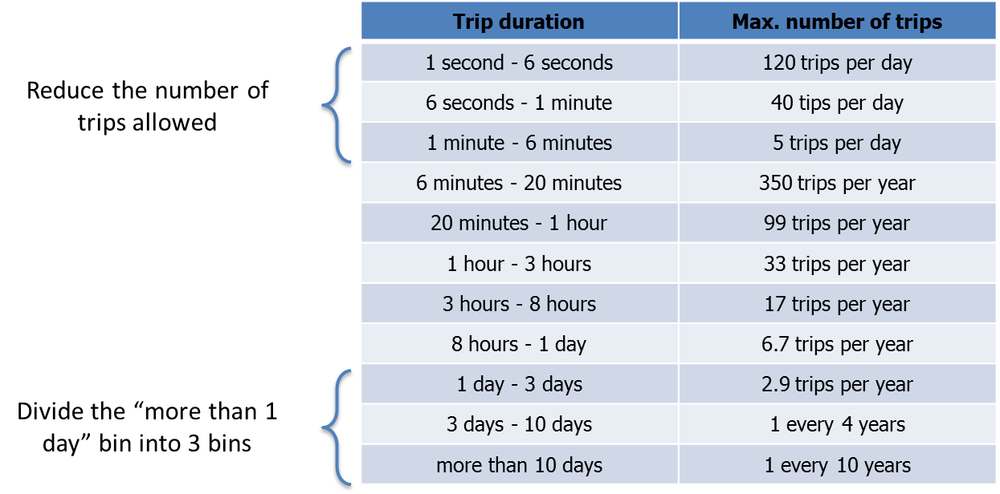 Trip duration Max. number of trips
1 second - 6 seconds 120 trips per day
6 seconds - 1 minute 40 tips per day
1 minute - 6 minutes 5 trips per day
6 minutes - 20 minutes 350 trips per year
20 minutes - 1 hour 99 trips per year
1 hour - 3 hours 33 trips per year
3 hours - 8 hours 17 trips per year
8 hours - 1 day 6.7 trips per year
1 day - 3 days 2.9 trips per year
3 days - 10 days 1 every 4 years
more than 10 days 1 every 10 years
Reduce the number of
trips allowed
Divide the “more than 1
day” bin into 3 bins